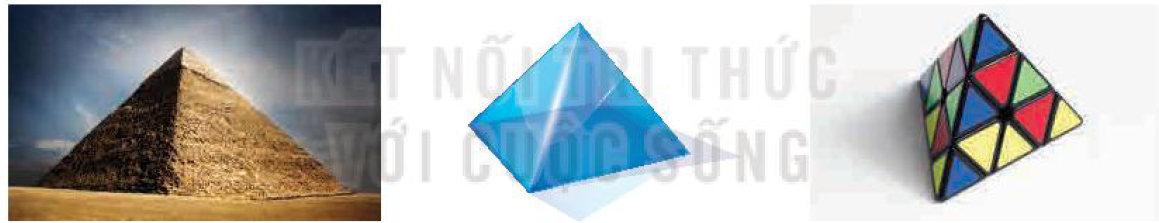 KẾT NỐI TRI THỨC
VỚI CUỘC SỐNG